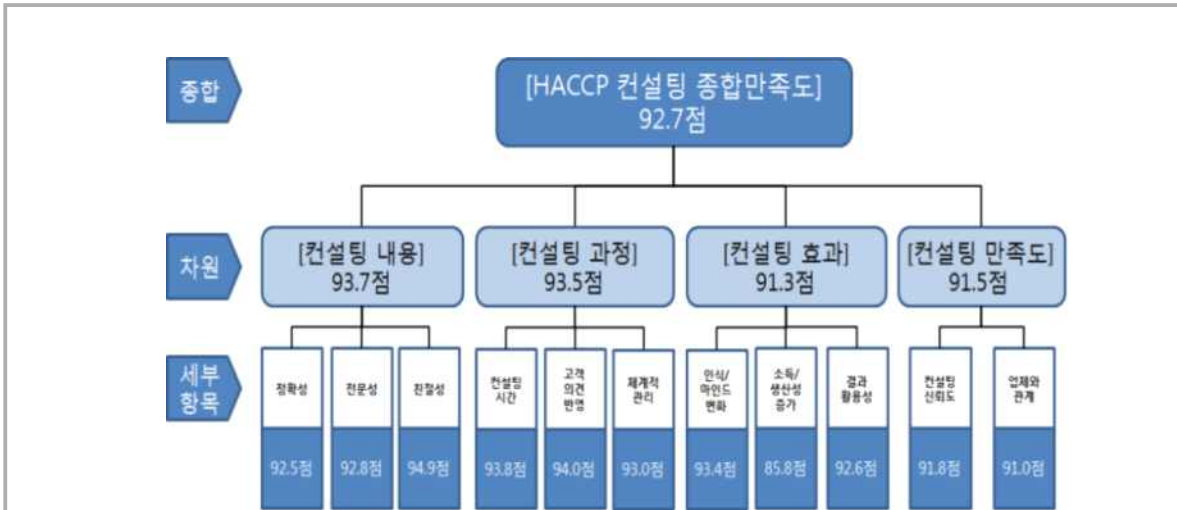 종합
[HACCP 컨설팅 종합만족도]
92.7점
차원
[컨설팅 내용]
93.7점
[컨설팅 과정]
93.5점
[컨설팅 효과]
91.3점
[컨설팅 만족도]
91.5점
세부
항목
정확성
92.5점
전문성
92.8점
친절성
94.9점
컨설팅
시간
93.8점
고객
의견
반영
94.0점
체계적
관리
93.0점
인식/
마인드
변화
93.4점
소득/
생산성
증가
85.8점
결과
활용성
92.6점
컨설팅
신뢰도
91.8점
업체와
관계
91.0점